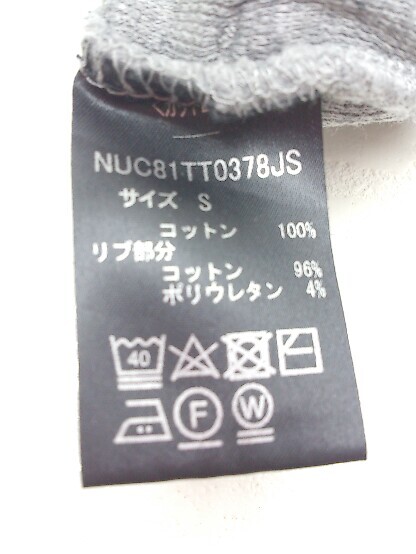 NUC81TT0378JS
サイズ S
コットン 100%
リブ部分
コットン 96%
ポリウレタン 4%
40
F W